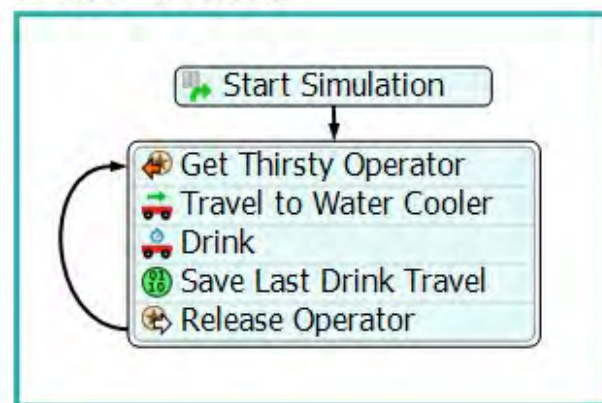 Start Simulation
Get Thirsty Operator
Travel to Water Cooler
Drink
Save Last Drink Travel
Release Operator